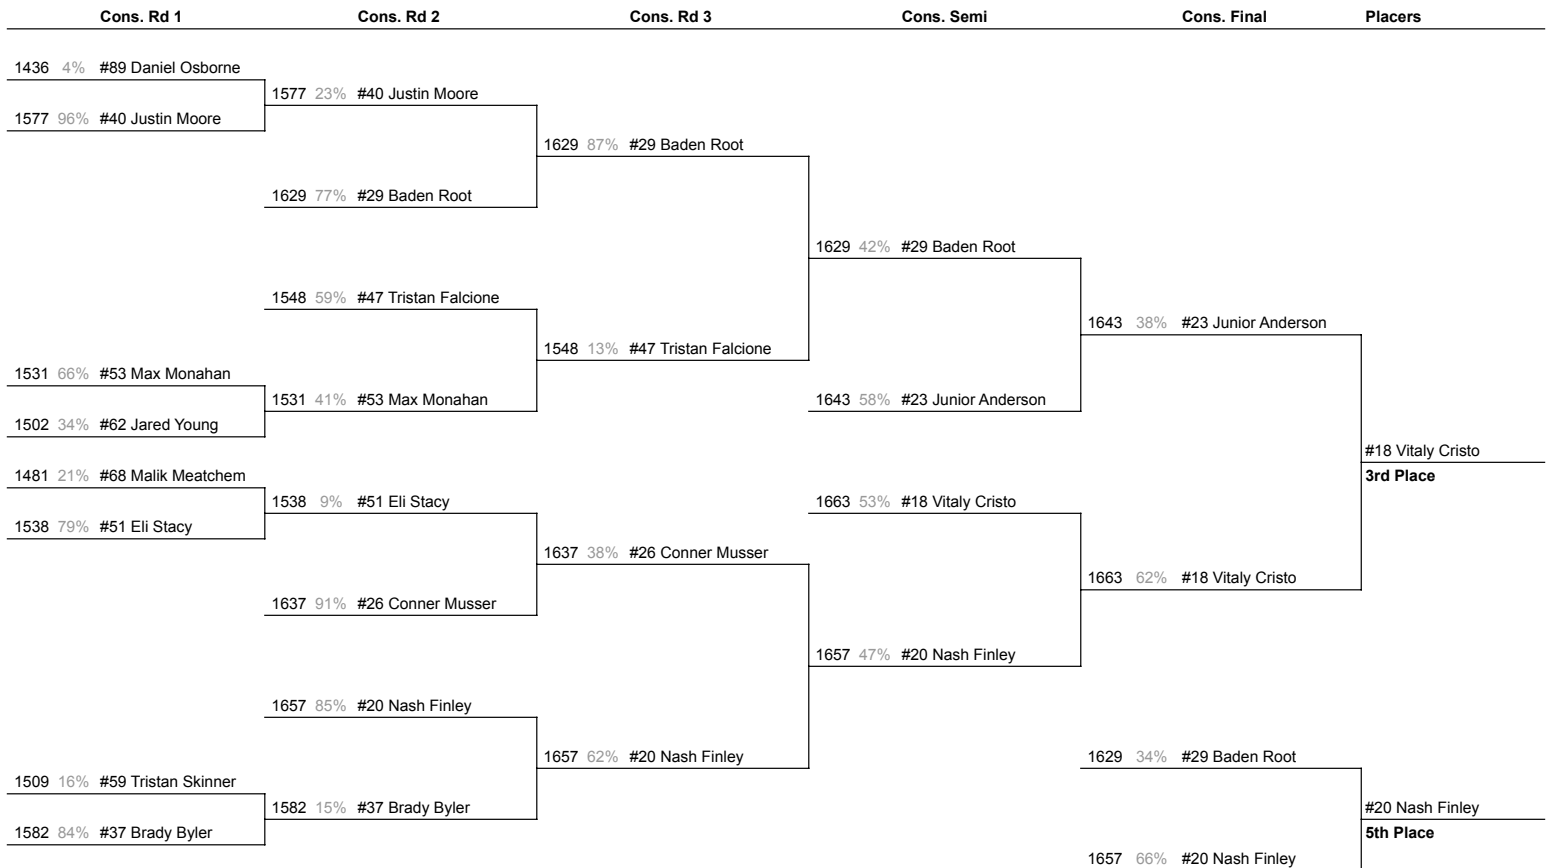 Cons. Rd 1 Cons. Rd 2 Cons. Rd 3 Cons. Semi Cons. Final Placers
1436 4% #89 Daniel Osborne
1577 23% #40 Justin Moore
1577 96% #40 Justin Moore
1629 87% #29 Baden Root
1629 77% #29 Baden Root
1629 42% #29 Baden Root
1548 59% #47 Tristan Falcione
1643 38% #23 Junior Anderson
1548 13% #47 Tristan Falcione
1531 66% #53 Max Monahan
1531 41% #53 Max Monahan
1643 58% #23 Junior Anderson
1502 34% #62 Jared Young
#18 Vitaly Cristo
1481 21% #68 Malik Meatchem
3rd Place
1538 9% #51 Eli Stacy
1663 53% #18 Vitaly Cristo
1538 79% #51 Eli Stacy
1637 38% #26 Conner Musser
1663 62% #18 Vitaly Cristo
1637 91% #26 Conner Musser
1657 47% #20 Nash Finley
1657 85% #20 Nash Finley
1657 62% #20 Nash Finley
1629 34% #29 Baden Root
1509 16% #59 Tristan Skinner
1582 15% #37 Brady Byler
#20 Nash Finley
1582 84% #37 Brady Byler
5th Place
1657 66% #20 Nash Finley